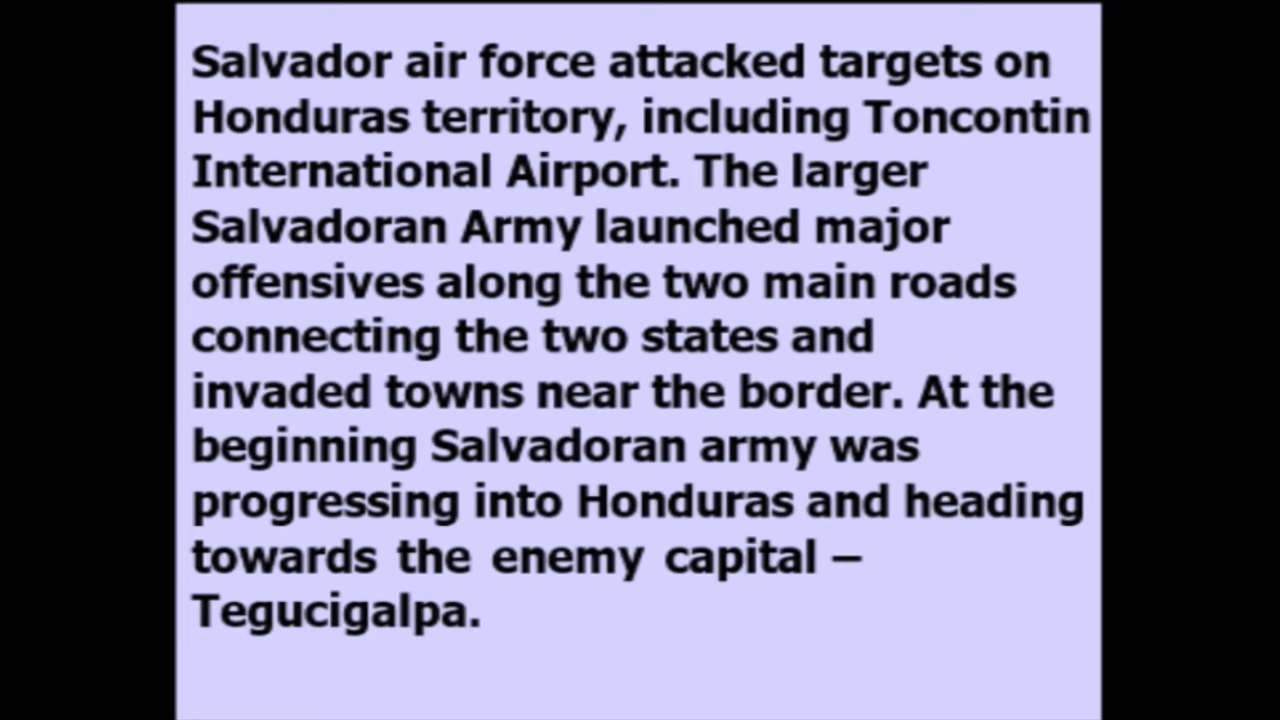 Salvador air force attacked targets on
Honduras territory, including Toncontin
International Airport. The larger
Salvadoran Army launched major
offensives along the two main roads
connecting the two states and
invaded towns near the border. At the
beginning Salvadoran army was
progressing into Honduras and heading
towards the enemy capital –
Tegucigalpa.